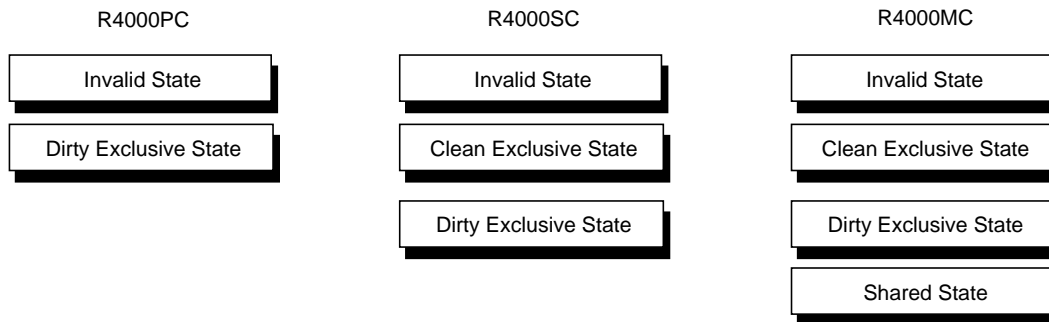 R4000PC
Invalid State
Dirty Exclusive State
R4000SC
Invalid State
Clean Exclusive State
Dirty Exclusive State
R4000MC
Invalid State
Clean Exclusive State
Dirty Exclusive State
Shared State